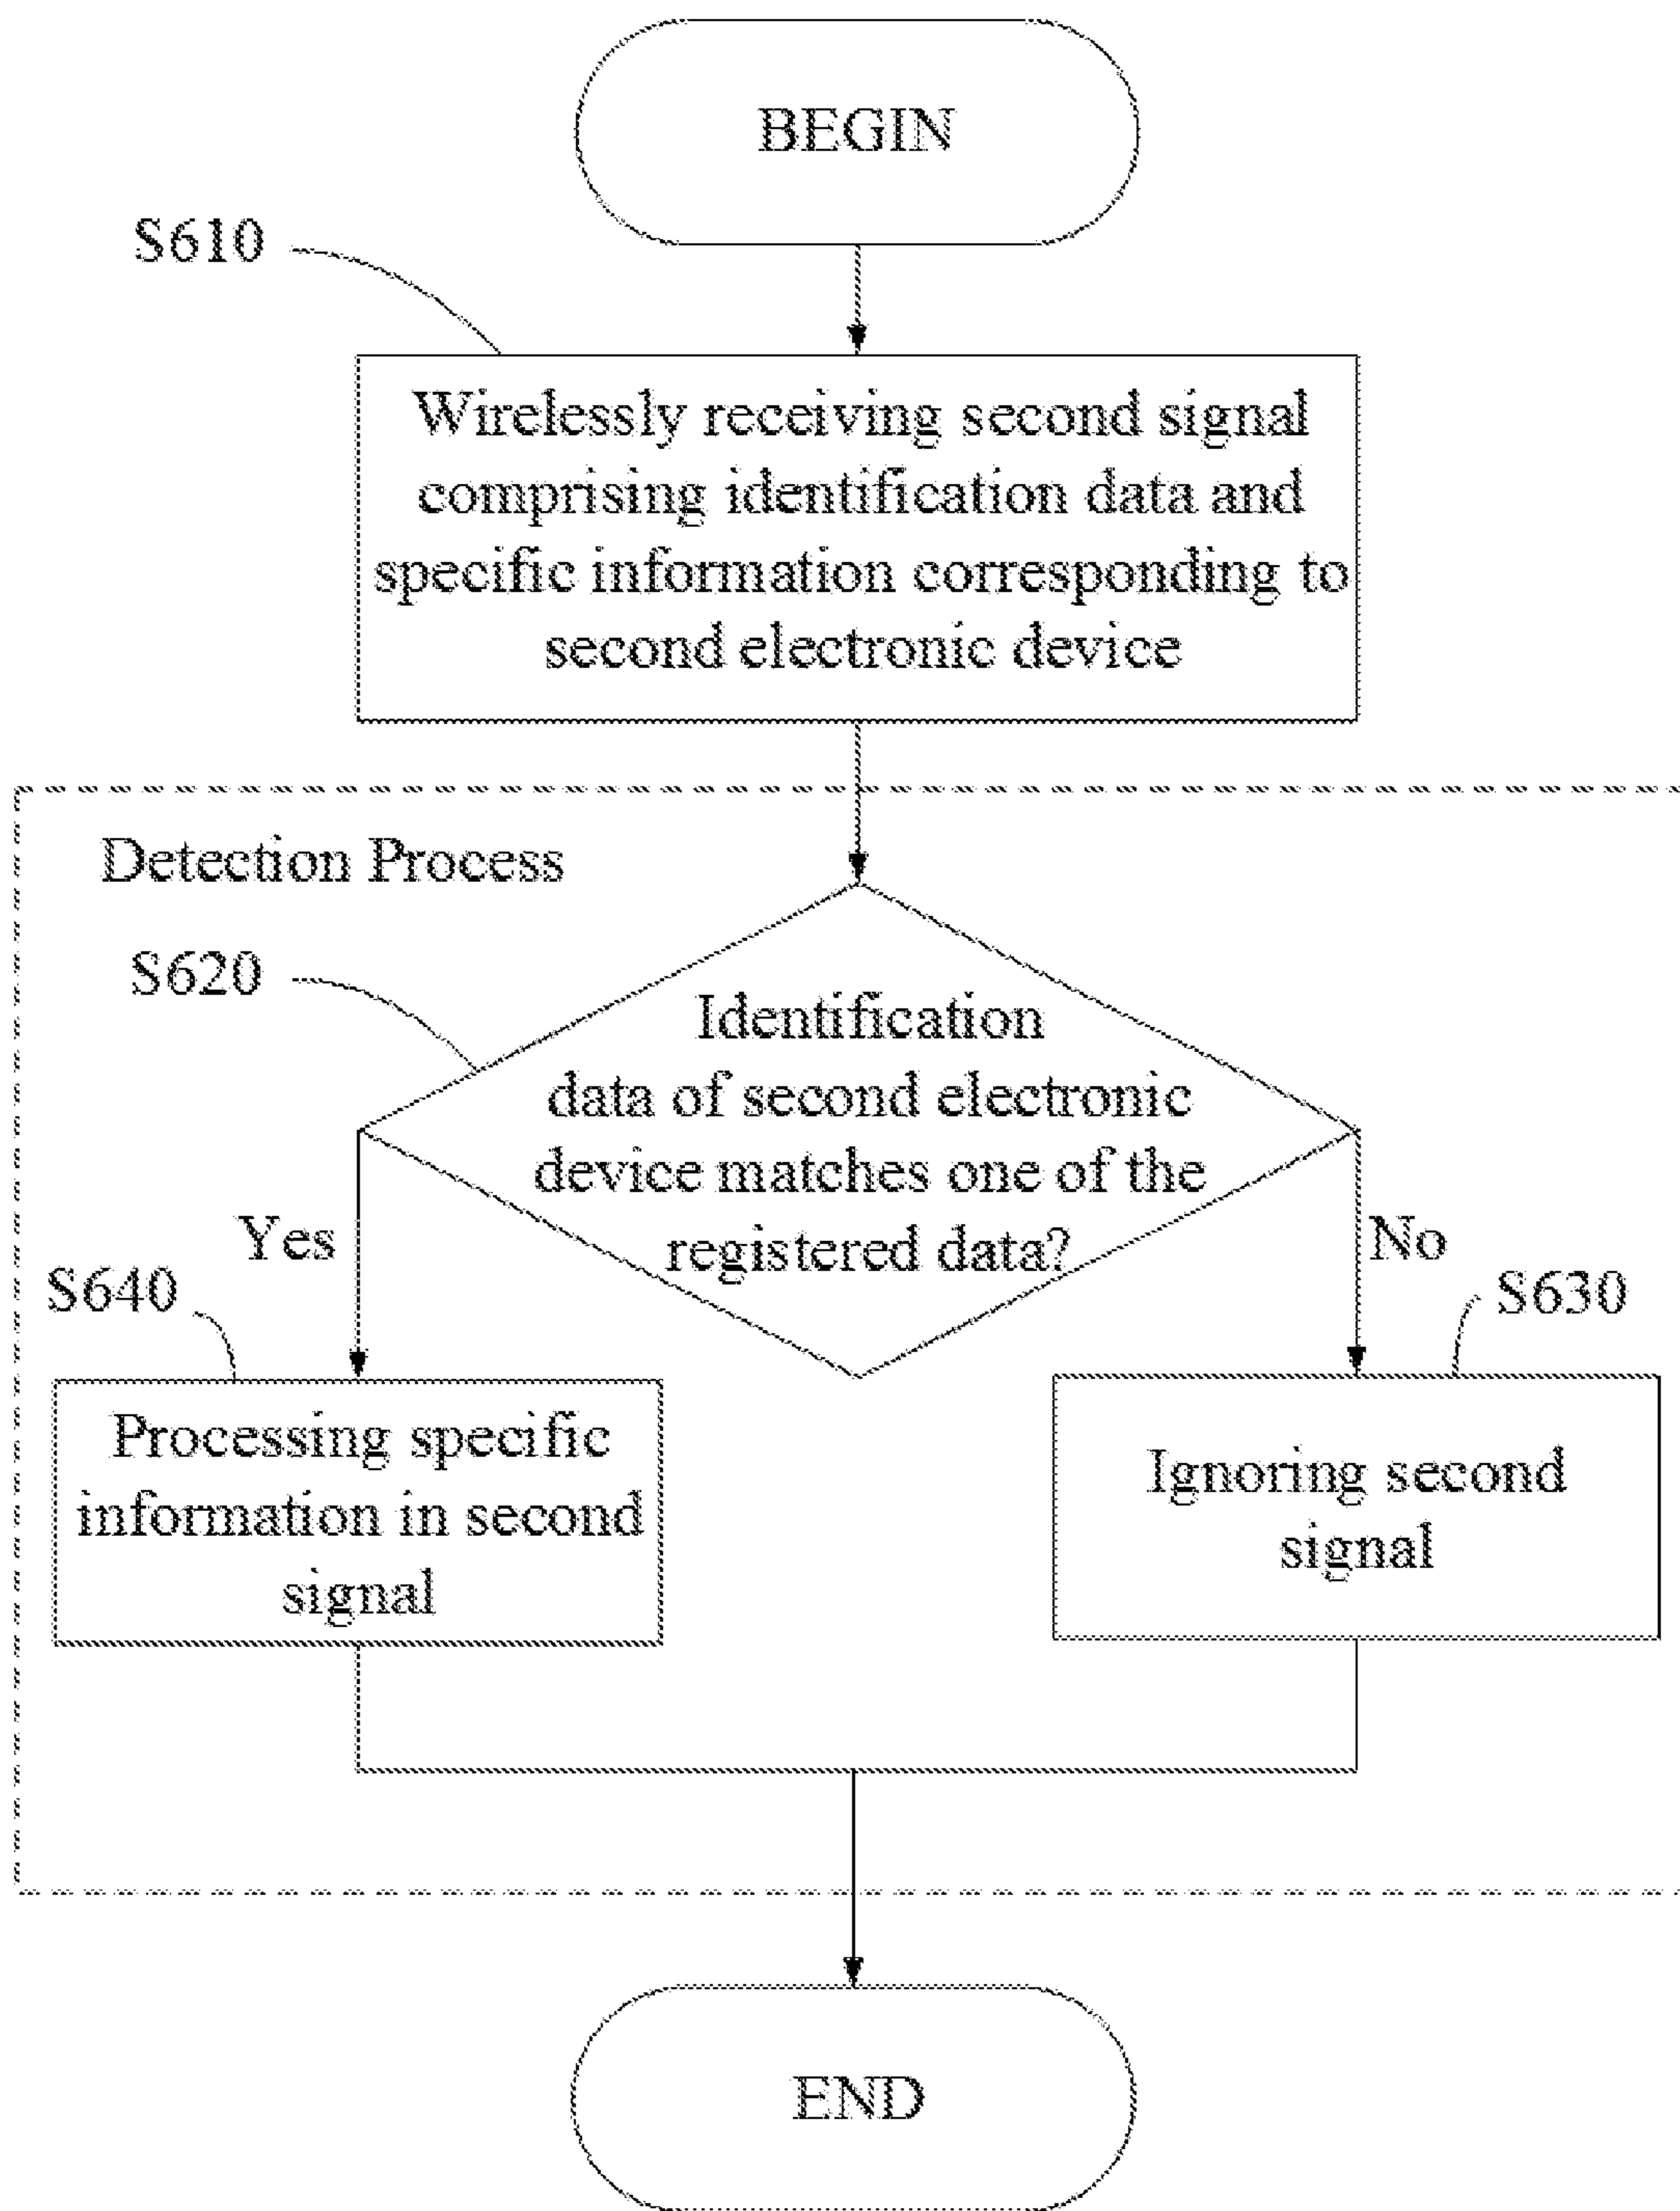 BEGIN
S610
Wirelessly receiving second signal
comprising identification data and
specific information corresponding to
second electronic device
Detection Process
S620
Identification
data of second electronic
device matches one of the
registered data?
Yes
No
S640
S630
Processing specific
information in second
signal
Ignoring second
signal
END